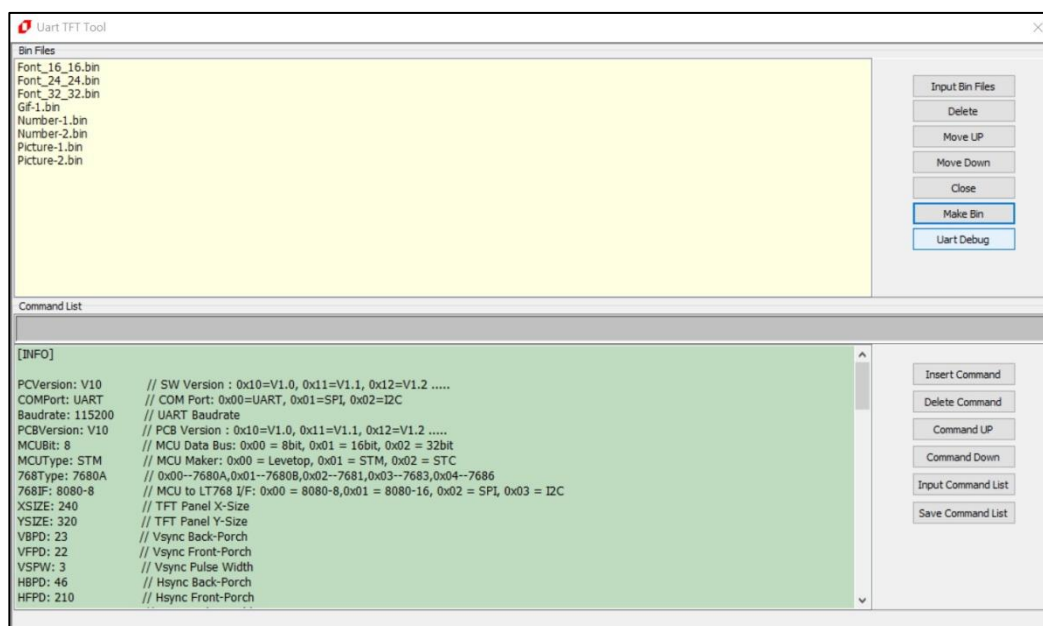 Uart TFT Tool
Bin Files
Font_16_16.bin
Font_24_24.bin
Font_32_32.bin
Gif-1.bin
Number-1.bin
Number-2.bin
Picture-1.bin
Picture-2.bin
Input Bin Files
Delete
Move UP
Move Down
Close
Make Bin
Uart Debug
Command List
[INFO]
PCVersion: V10 // SW Version : 0x10=V1.0, 0x11=V1.1, 0x12=V1.2 .....
COMPort: UART // COM Port: 0x00=UART, 0x01=SPI, 0x02=I2C
Baudrate: 115200 // UART Baudrate
PCBVersion: V10 // PCB Version : 0x10=V1.0, 0x11=V1.1, 0x12=V1.2 .....
MCUBit: 8 // MCU Data Bus: 0x00 = 8bit, 0x01 = 16bit, 0x02 = 32bit
MCUType: STM // MCU Maker: 0x00 = Levetop, 0x01 = STM, 0x02 = STC
768Type: 7680A // 0x00--7680A,0x01--7680B,0x02--7681,0x03--7683,0x04--7686
768IF: 8080-8 // MCU to LT768 I/F: 0x00 = 8080-8,0x01 = 8080-16, 0x02 = SPI, 0x03 = I2C
XSIZE: 240 // TFT Panel X-Size
YSIZE: 320 // TFT Panel Y-Size
VBPD: 23 // Vsync Back-Porch
VFPD: 22 // Vsync Front-Porch
VSPW: 3 // Vsync Pulse Width
HBPD: 46 // Hsync Back-Porch
HFPD: 210 // Hsync Front-Porch
Insert Command
Delete Command
Command UP
Command Down
Input Command List
Save Command List